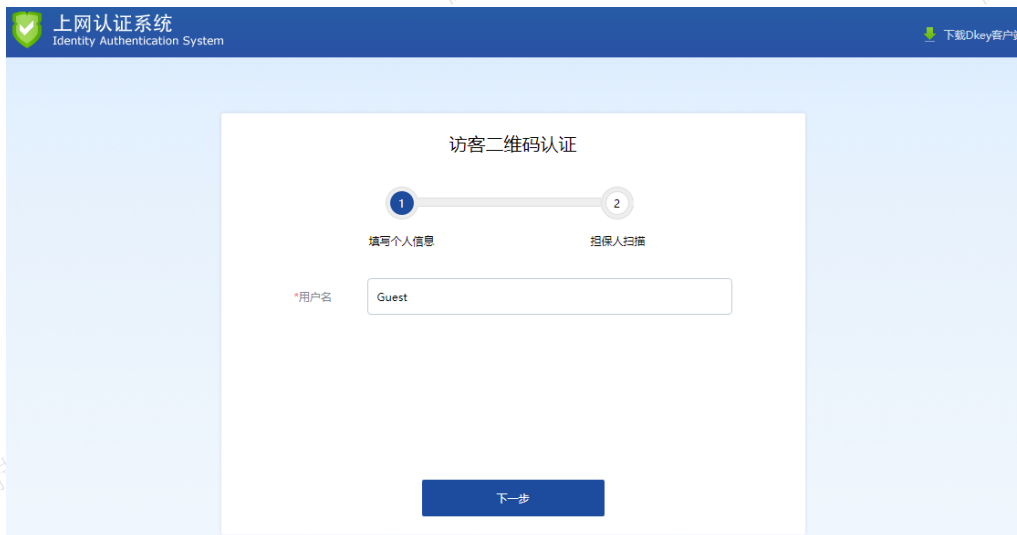 上网认证系统
Identity Authentication System
下载Dkey客户
访客二维码认证
1
2
填写个人信息
担保人扫描
*用户名
Guest
下一步